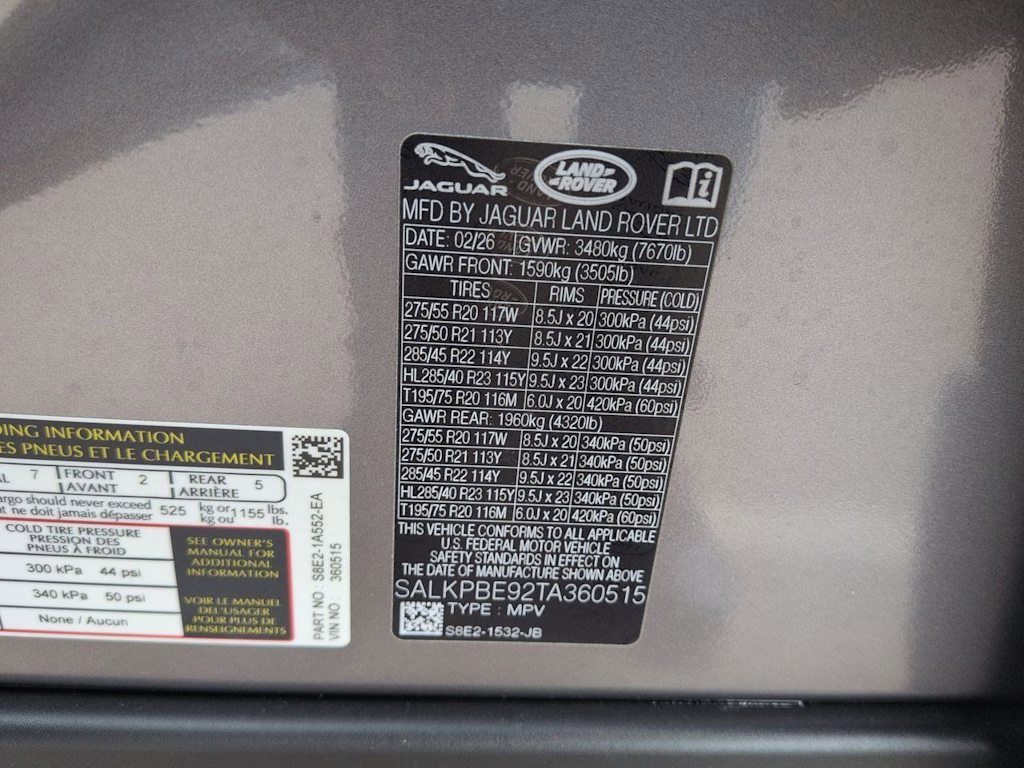 JAGUAR
LAND-
-ROVER
i
MFD BY JAGUAR LAND ROVER LTD
DATE: 02/26 GVWR: 3480kg (7670lb)
GAWR FRONT: 1590kg (3505lb)
TIRES RIMS PRESSURE (COLD)
275/55 R20 117W 8.5J x 20 300kPa (44psi)
275/50 R21 113Y 8.5J x 21 300kPa (44psi)
285/45 R22 114Y 9.5J x 22 300kPa (44psi)
HL285/40 R23 115Y 9.5J x 23 300kPa (44psi)
T195/75 R20 116M 6.0J x 20 420kPa (60psi)
GAWR REAR: 1960kg (4320lb)
275/55 R20 117W 8.5J x 20 340kPa (50psi)
275/50 R21 113Y 8.5J x 21 340kPa (50psi)
285/45 R22 114Y 9.5J x 22 340kPa (50psi)
HL285/40 R23 115Y 9.5J x 23 340kPa (50psi)
T195/75 R20 116M 6.0J x 20 420kPa (60psi)
THIS VEHICLE CONFORMS TO ALL APPLICABLE
U.S. FEDERAL MOTOR VEHICLE
SAFETY STANDARDS IN EFFECT ON
THE DATE OF MANUFACTURE SHOWN ABOVE
SALKPBE92TA360515
TYPE : MPV
S8E2-1532-JB
DING INFORMATION
ES PNEUS ET LE CHARGEMENT
AL 7 FRONT 2 REAR 5
AVANT ARRIÈRE
argo should never exceed 525 kg or 1155 lbs.
nt ne doit jamais dépasser kg ou lb.
COLD TIRE PRESSURE
PRESSION DES
PNEUS À FROID
300 kPa 44 psi
340 kPa 50 psi
None / Aucun
SEE OWNER'S
MANUAL FOR
ADDITIONAL
INFORMATION
VOIR LE MANUEL
DE L'USAGER
POUR PLUS DE
RENSEIGNEMENTS
PART NO : S8E2-1A552-EA
VIN NO : 360515